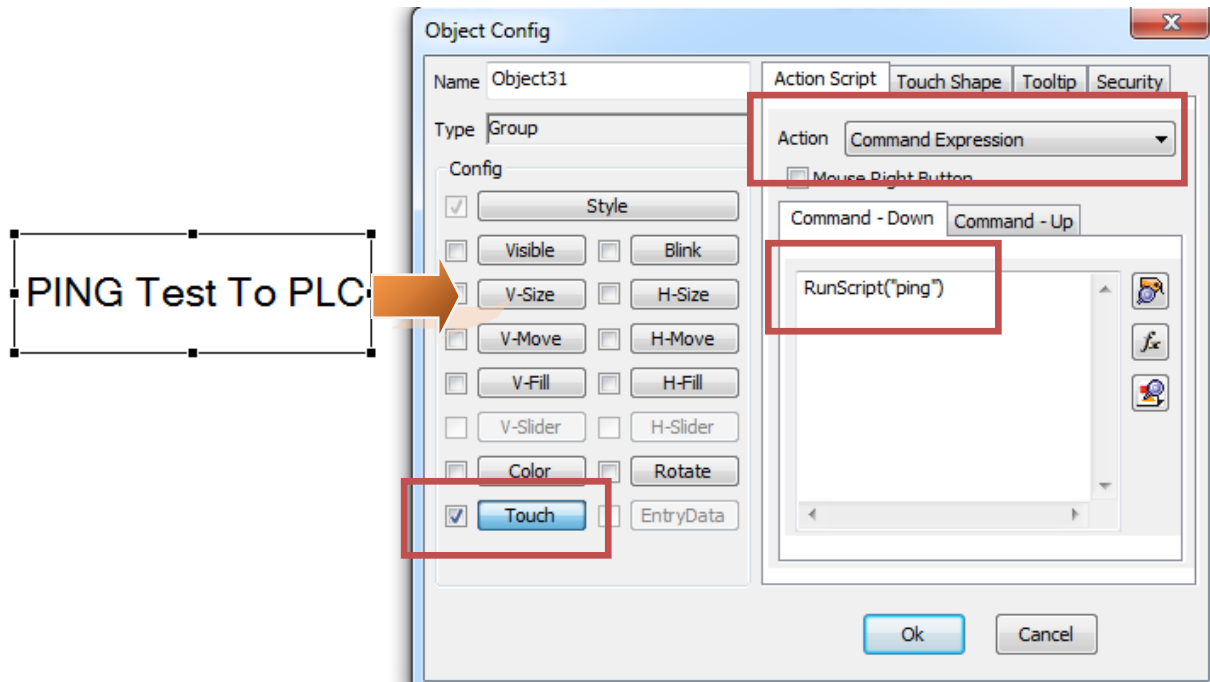 Object Config
Name Object31
Type Group
Config
Style
Visible Blink
V-Size H-Size
V-Move H-Move
V-Fill H-Fill
V-Slider H-Slider
Color Rotate
Touch EntryData
Action Script Touch Shape Tooltip Security
Action Command Expression
Mouse Right Button
Command - Down Command - Up
RunScript("ping")
fx
Ok Cancel
PING Test To PLC